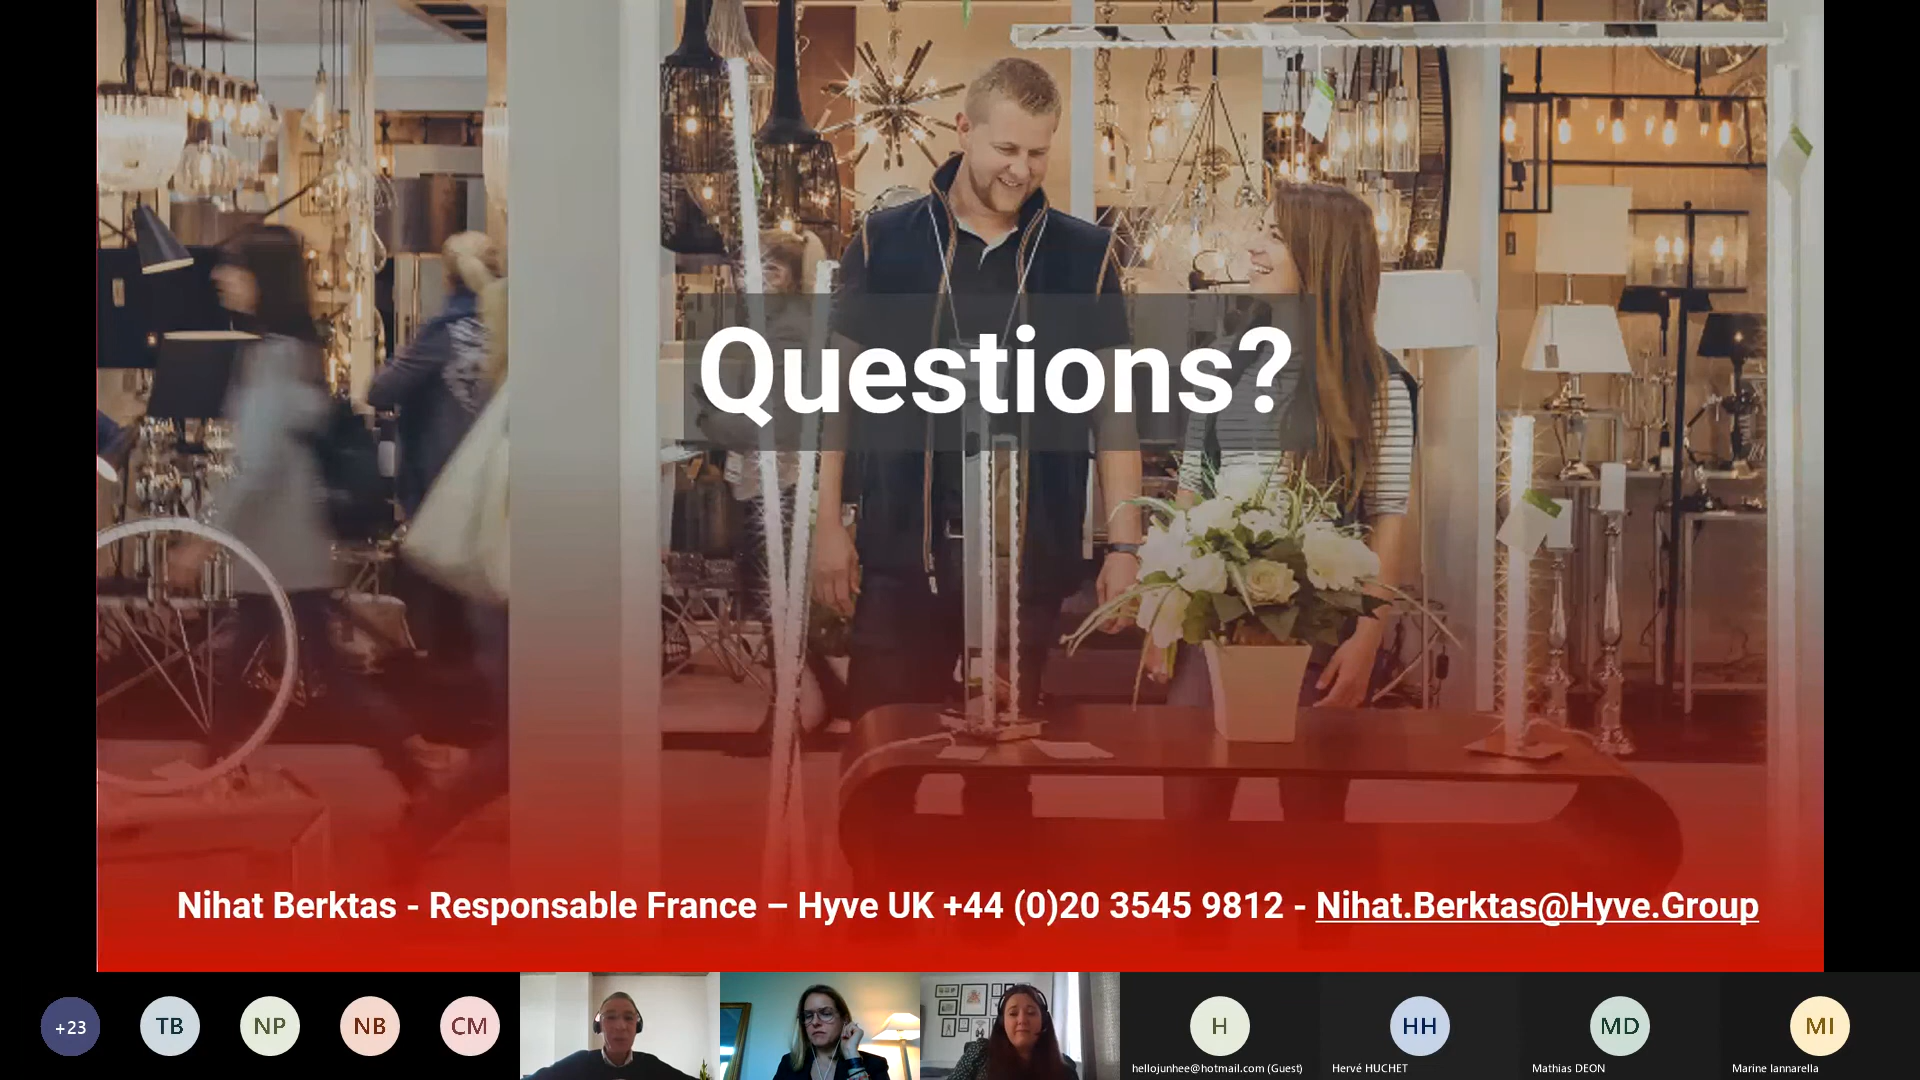 Questions?
Nihat Berktas - Responsable France – Hyve UK +44 (0)20 3545 9812 - Nihat.Berktas@Hyve.Group
+23
TB
NP
NB
CM
H
HH
MD
MI
hellojunhee@hotmail.com (Guest)
Hervé HUCHET
Mathias DEON
Marine Iannarella